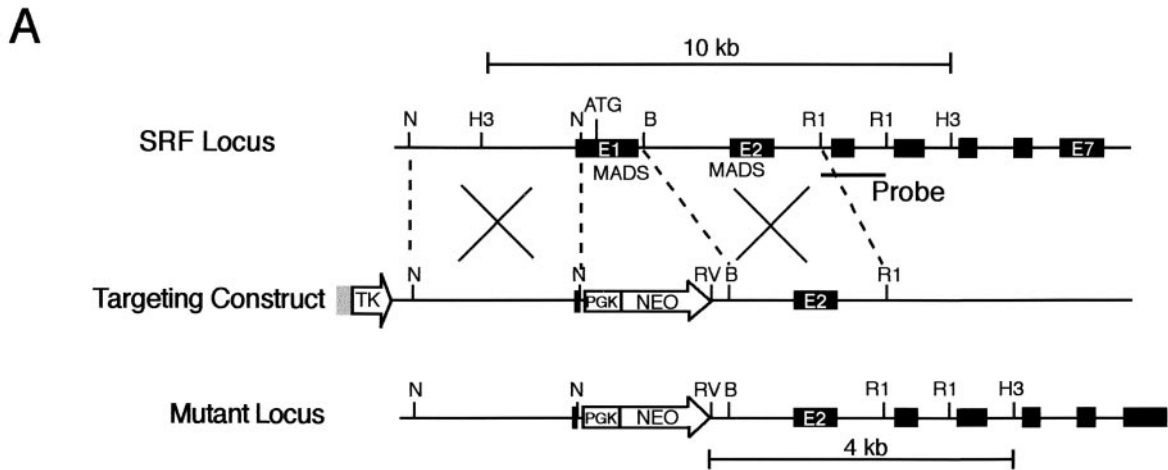 A
10 kb
N H3 N ATG B R1 R1 H3
SRF Locus E1 E2 E7
MADS MADS
Probe
N N RV B R1
Targeting Construct TK PGK NEO E2
N N RV B R1 R1 H3
Mutant Locus PGK NEO E2
4 kb